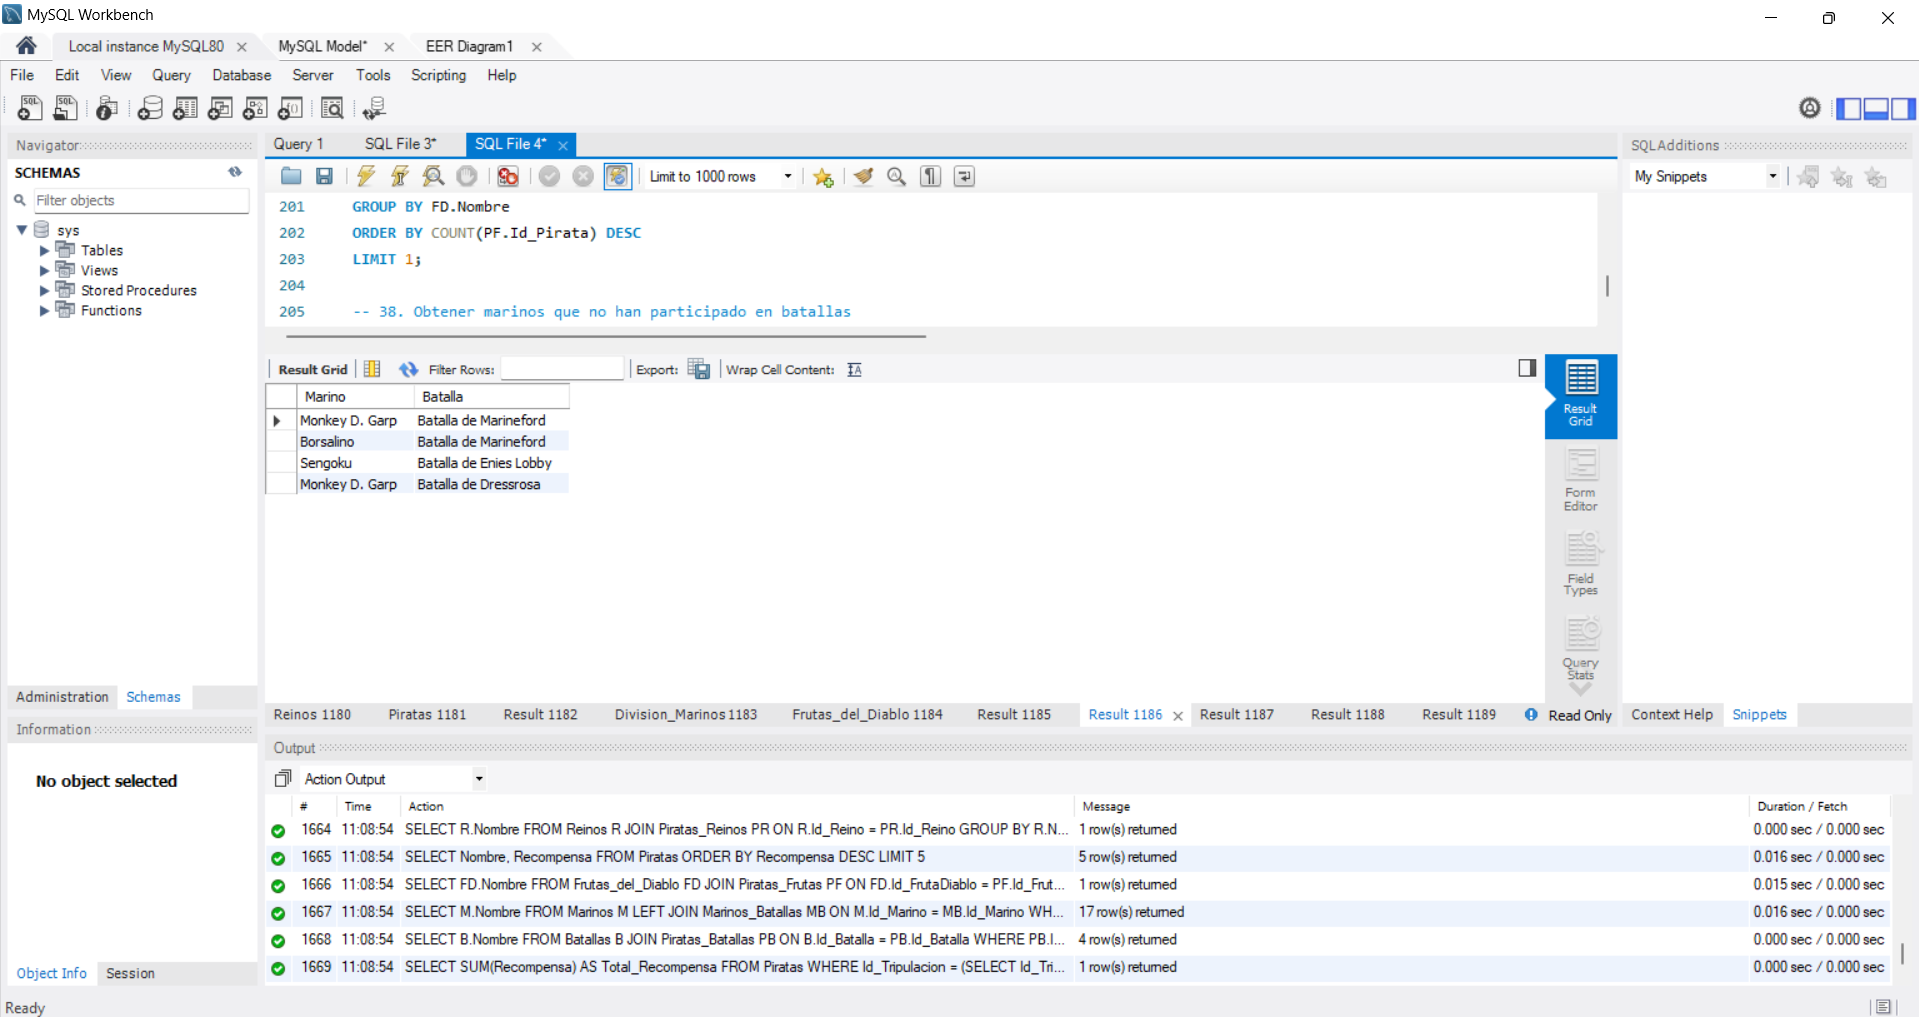 MySQL Workbench
Local instance MySQL80
MySQL Model*
EER Diagram1
File Edit View Query Database Server Tools Scripting Help
Navigator
SCHEMAS
Filter objects
sys
Tables
Views
Stored Procedures
Functions
Administration Schemas
Information
No object selected
Object Info Session
Ready
Query 1 SQL File 3* SQL File 4*
Limit to 1000 rows
201 GROUP BY FD.Nombre
202 ORDER BY COUNT(PF.Id_Pirata) DESC
203 LIMIT 1;
204
205 -- 38. Obtener marinos que no han participado en batallas
Result Grid Filter Rows: Export: Wrap Cell Content:
Marino Batalla
Monkey D. Garp Batalla de Marineford
Borsalino Batalla de Marineford
Sengoku Batalla de Enies Lobby
Monkey D. Garp Batalla de Dressrosa
Result Grid
Form Editor
Field Types
Query Stats
Reinos 1180 Piratas 1181 Result 1182 Division_Marinos1183 Frutas_del_Diablo 1184 Result 1185 Result 1186 Result 1187 Result 1188 Result 1189 Read Only
SQLAdditions
My Snippets
Context Help Snippets
Output
Action Output
# Time Action Message Duration / Fetch
1664 11:08:54 SELECT R.Nombre FROM Reinos R JOIN Piratas_Reinos PR ON R.Id_Reino = PR.Id_Reino GROUP BY R.N... 1 row(s) returned 0.000 sec / 0.000 sec
1665 11:08:54 SELECT Nombre, Recompensa FROM Piratas ORDER BY Recompensa DESC LIMIT 5 5 row(s) returned 0.016 sec / 0.000 sec
1666 11:08:54 SELECT FD.Nombre FROM Frutas_del_Diablo FD JOIN Piratas_Frutas PF ON FD.Id_FrutaDiablo = PF.Id_Frut... 1 row(s) returned 0.015 sec / 0.000 sec
1667 11:08:54 SELECT M.Nombre FROM Marinos M LEFT JOIN Marinos_Batallas MB ON M.Id_Marino = MB.Id_Marino WH... 17 row(s) returned 0.016 sec / 0.000 sec
1668 11:08:54 SELECT B.Nombre FROM Batallas B JOIN Piratas_Batallas PB ON B.Id_Batalla = PB.Id_Batalla WHERE PB.I... 4 row(s) returned 0.000 sec / 0.000 sec
1669 11:08:54 SELECT SUM(Recompensa) AS Total_Recompensa FROM Piratas WHERE Id_Tripulacion = (SELECT Id_Tri... 1 row(s) returned 0.000 sec / 0.000 sec